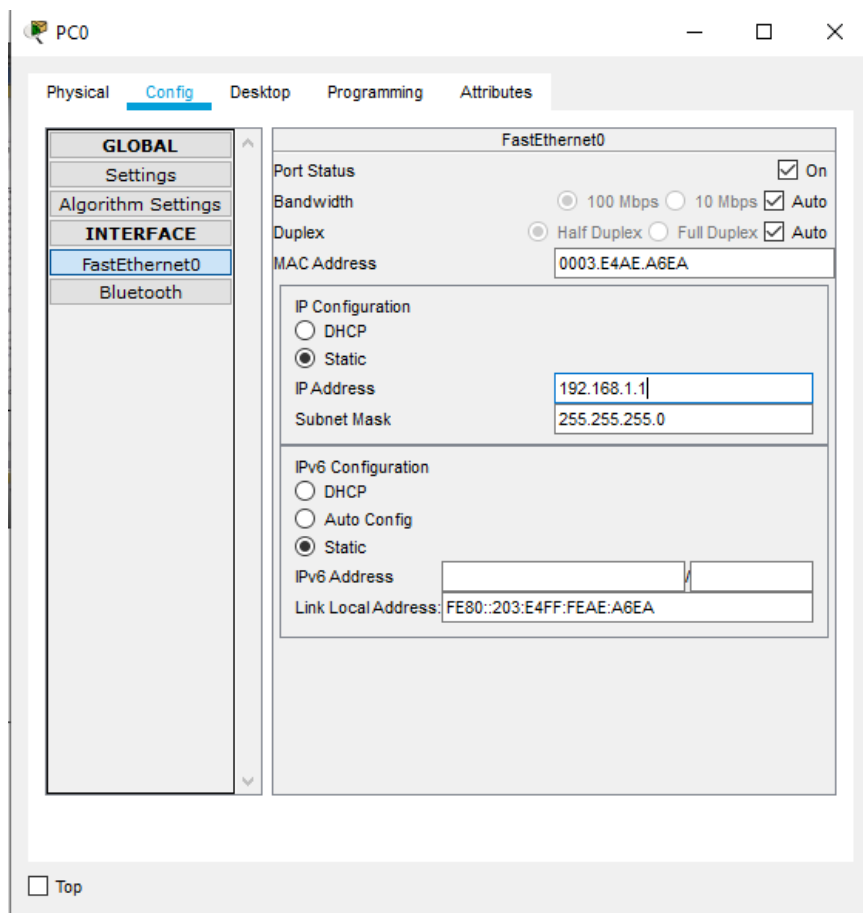 PC0
Physical Config Desktop Programming Attributes
GLOBAL
Settings
Algorithm Settings
INTERFACE
FastEthernet0
Bluetooth
FastEthernet0
Port Status On
Bandwidth 100 Mbps 10 Mbps Auto
Duplex Half Duplex Full Duplex Auto
MAC Address 0003.E4AE.A6EA
IP Configuration
DHCP
Static
IP Address 192.168.1.1
Subnet Mask 255.255.255.0
IPv6 Configuration
DHCP
Auto Config
Static
IPv6 Address /
Link Local Address: FE80::203:E4FF:FEAE:A6EA
Top